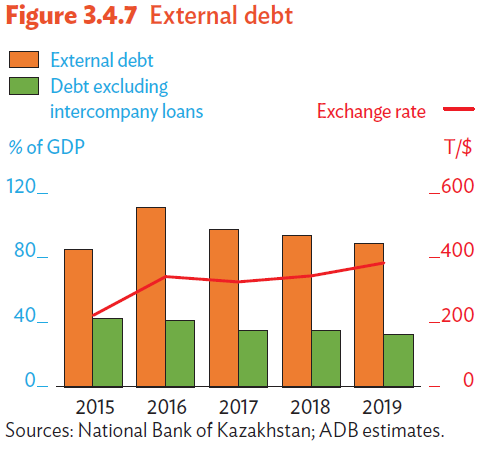 Figure 3.4.7 External debt
External debt
Debt excluding
intercompany loans
Exchange rate
% of GDP
T/$
120
600
80
400
40
200
0
0
2015 2016 2017 2018 2019
Sources: National Bank of Kazakhstan; ADB estimates.